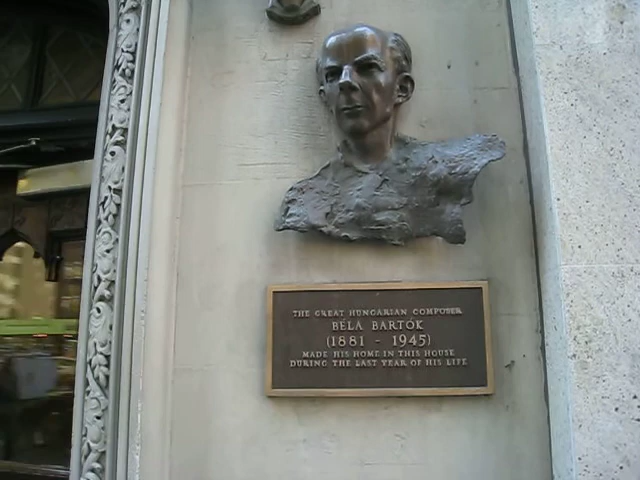 THE GREAT HUNGARIAN COMPOSER
BÉLA BARTÓK
(1881 - 1945)
MADE HIS HOME IN THIS HOUSE
DURING THE LAST YEAR OF HIS LIFE